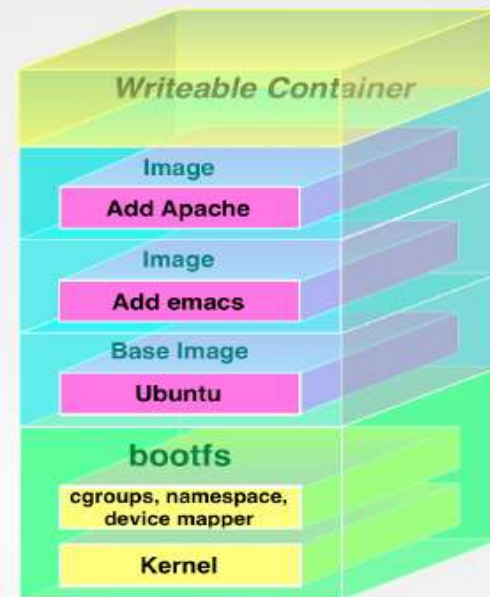 Writeable Container
Image
Add Apache
Image
Add emacs
Base Image
Ubuntu
bootfs
cgroups, namespace,
device mapper
Kernel